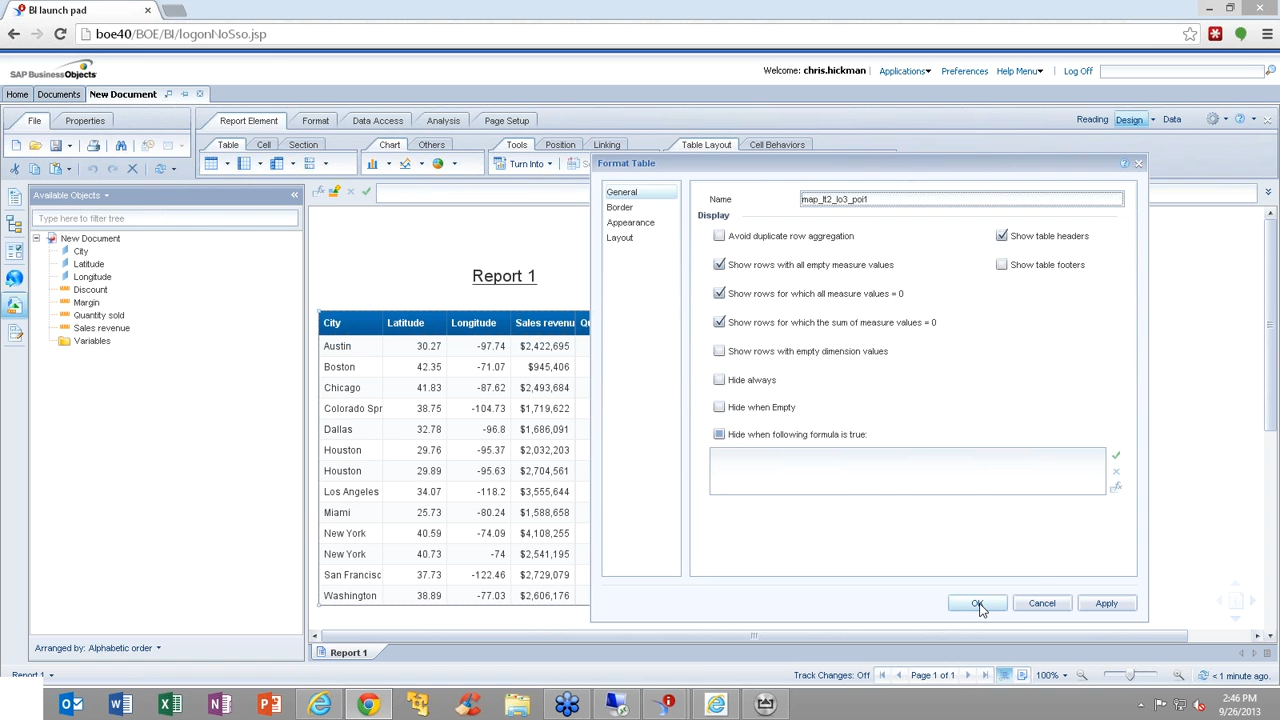 BI launch pad
boe40/BOE/BI/logonNoSso.jsp
SAP BusinessObjects
Welcome: chris.hickman Applications Preferences Help Menu Log Off
Home Documents New Document
File Properties Report Element Format Data Access Analysis Page Setup Reading Design Data
Table Cell Section Chart Others Tools Position Linking Table Layout Cell Behaviors
Turn Into
Available Objects
Type here to filter tree
New Document
City
Latitude
Longitude
Discount
Margin
Quantity sold
Sales revenue
Variables
Arranged by: Alphabetic order
Report 1
City Latitude Longitude Sales revenu
Austin 30.27 -97.74 $2,422,695
Boston 42.35 -71.07 $945,406
Chicago 41.83 -87.62 $2,493,684
Colorado Spr 38.75 -104.73 $1,719,622
Dallas 32.78 -96.8 $1,686,091
Houston 29.76 -95.37 $2,032,203
Houston 29.89 -95.63 $2,704,561
Los Angeles 34.07 -118.2 $3,555,644
Miami 25.73 -80.24 $1,588,658
New York 40.59 -74.09 $4,108,255
New York 40.73 -74 $2,541,195
San Francisc 37.73 -122.46 $2,729,079
Washington 38.89 -77.03 $2,606,176
Format Table
General
Border
Appearance
Layout
Name map_lt2_lo3_poi1
Display
Avoid duplicate row aggregation Show table headers
Show rows with all empty measure values Show table footers
Show rows for which all measure values = 0
Show rows for which the sum of measure values = 0
Show rows with empty dimension values
Hide always
Hide when Empty
Hide when following formula is true:
OK Cancel Apply
Report 1
Report 1 Track Changes: Off Page 1 of 1 100% < 1 minute ago
2:46 PM
9/26/2013